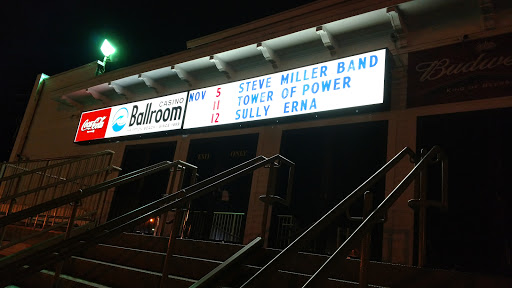 Coca-Cola
CASINO
Ballroom
NOV 5 STEVE MILLER BAND
11 TOWER OF POWER
12 SULLY ERNA
Budweiser